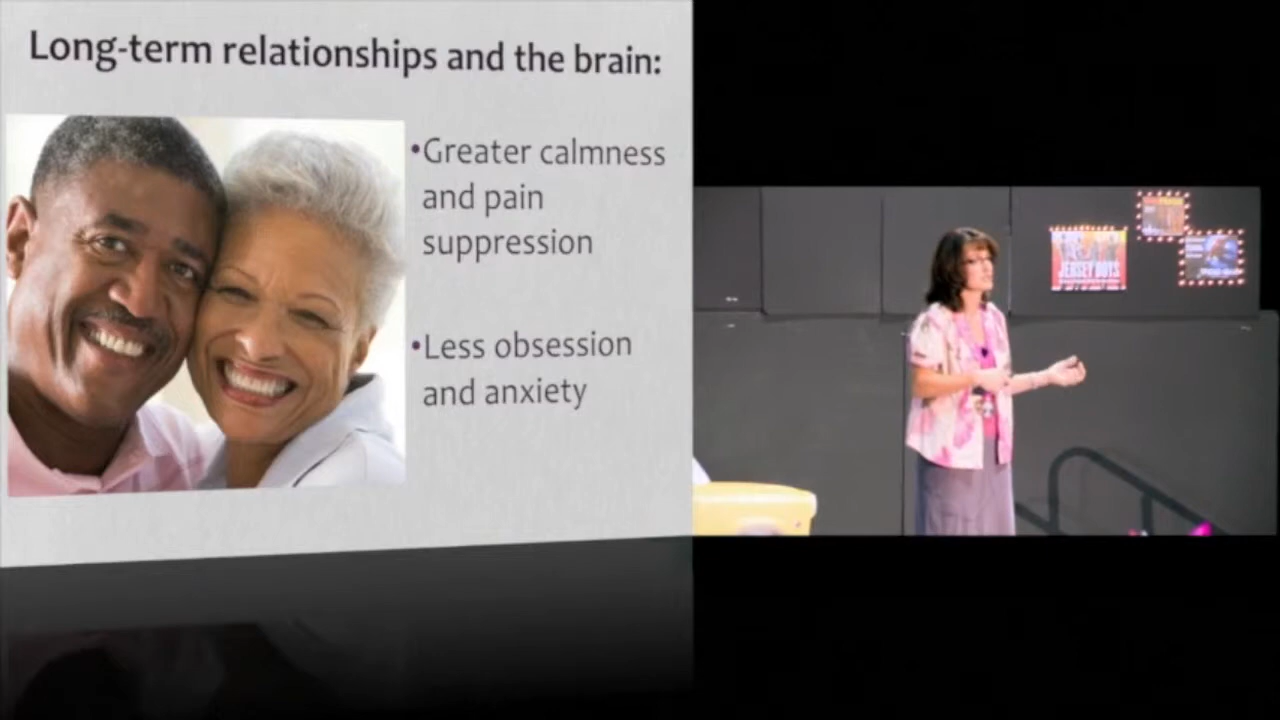 Long-term relationships and the brain:
•Greater calmness
and pain
suppression
•Less obsession
and anxiety
JERSEY BOYS